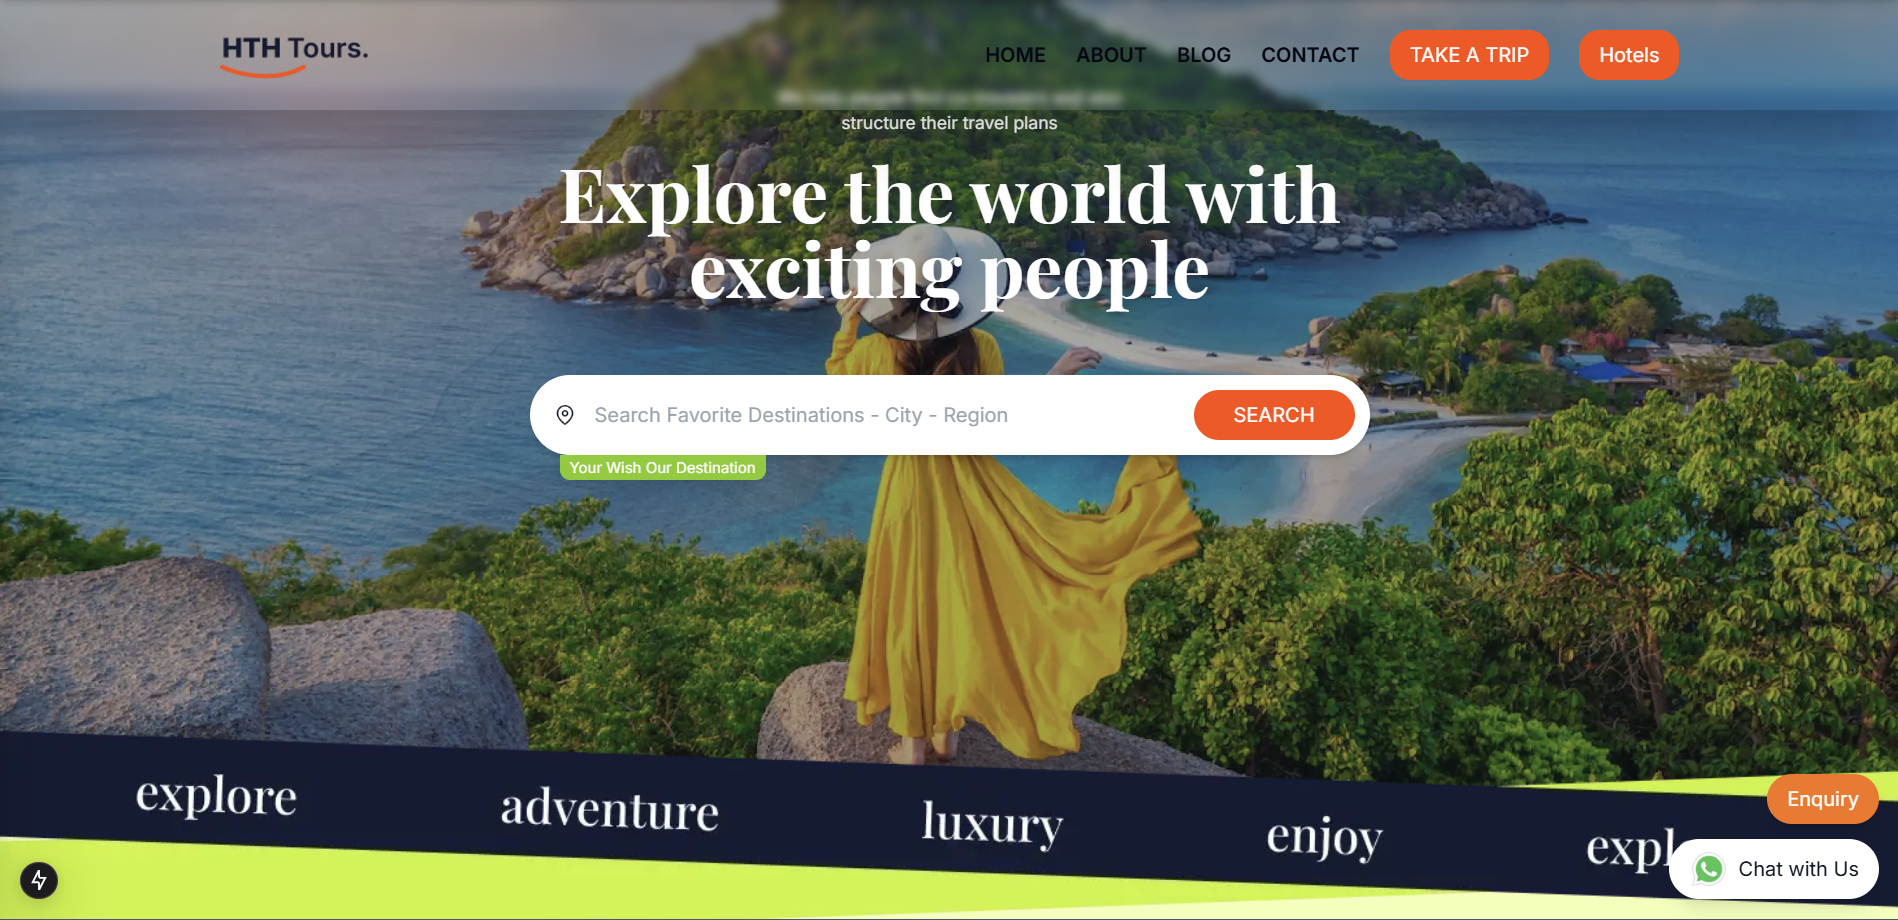 HTH Tours.
HOME ABOUT BLOG CONTACT TAKE A TRIP Hotels
structure their travel plans
Explore the world with
exciting people
Search Favorite Destinations - City - Region SEARCH
Your Wish Our Destination
explore adventure luxury enjoy expl
Enquiry
Chat with Us